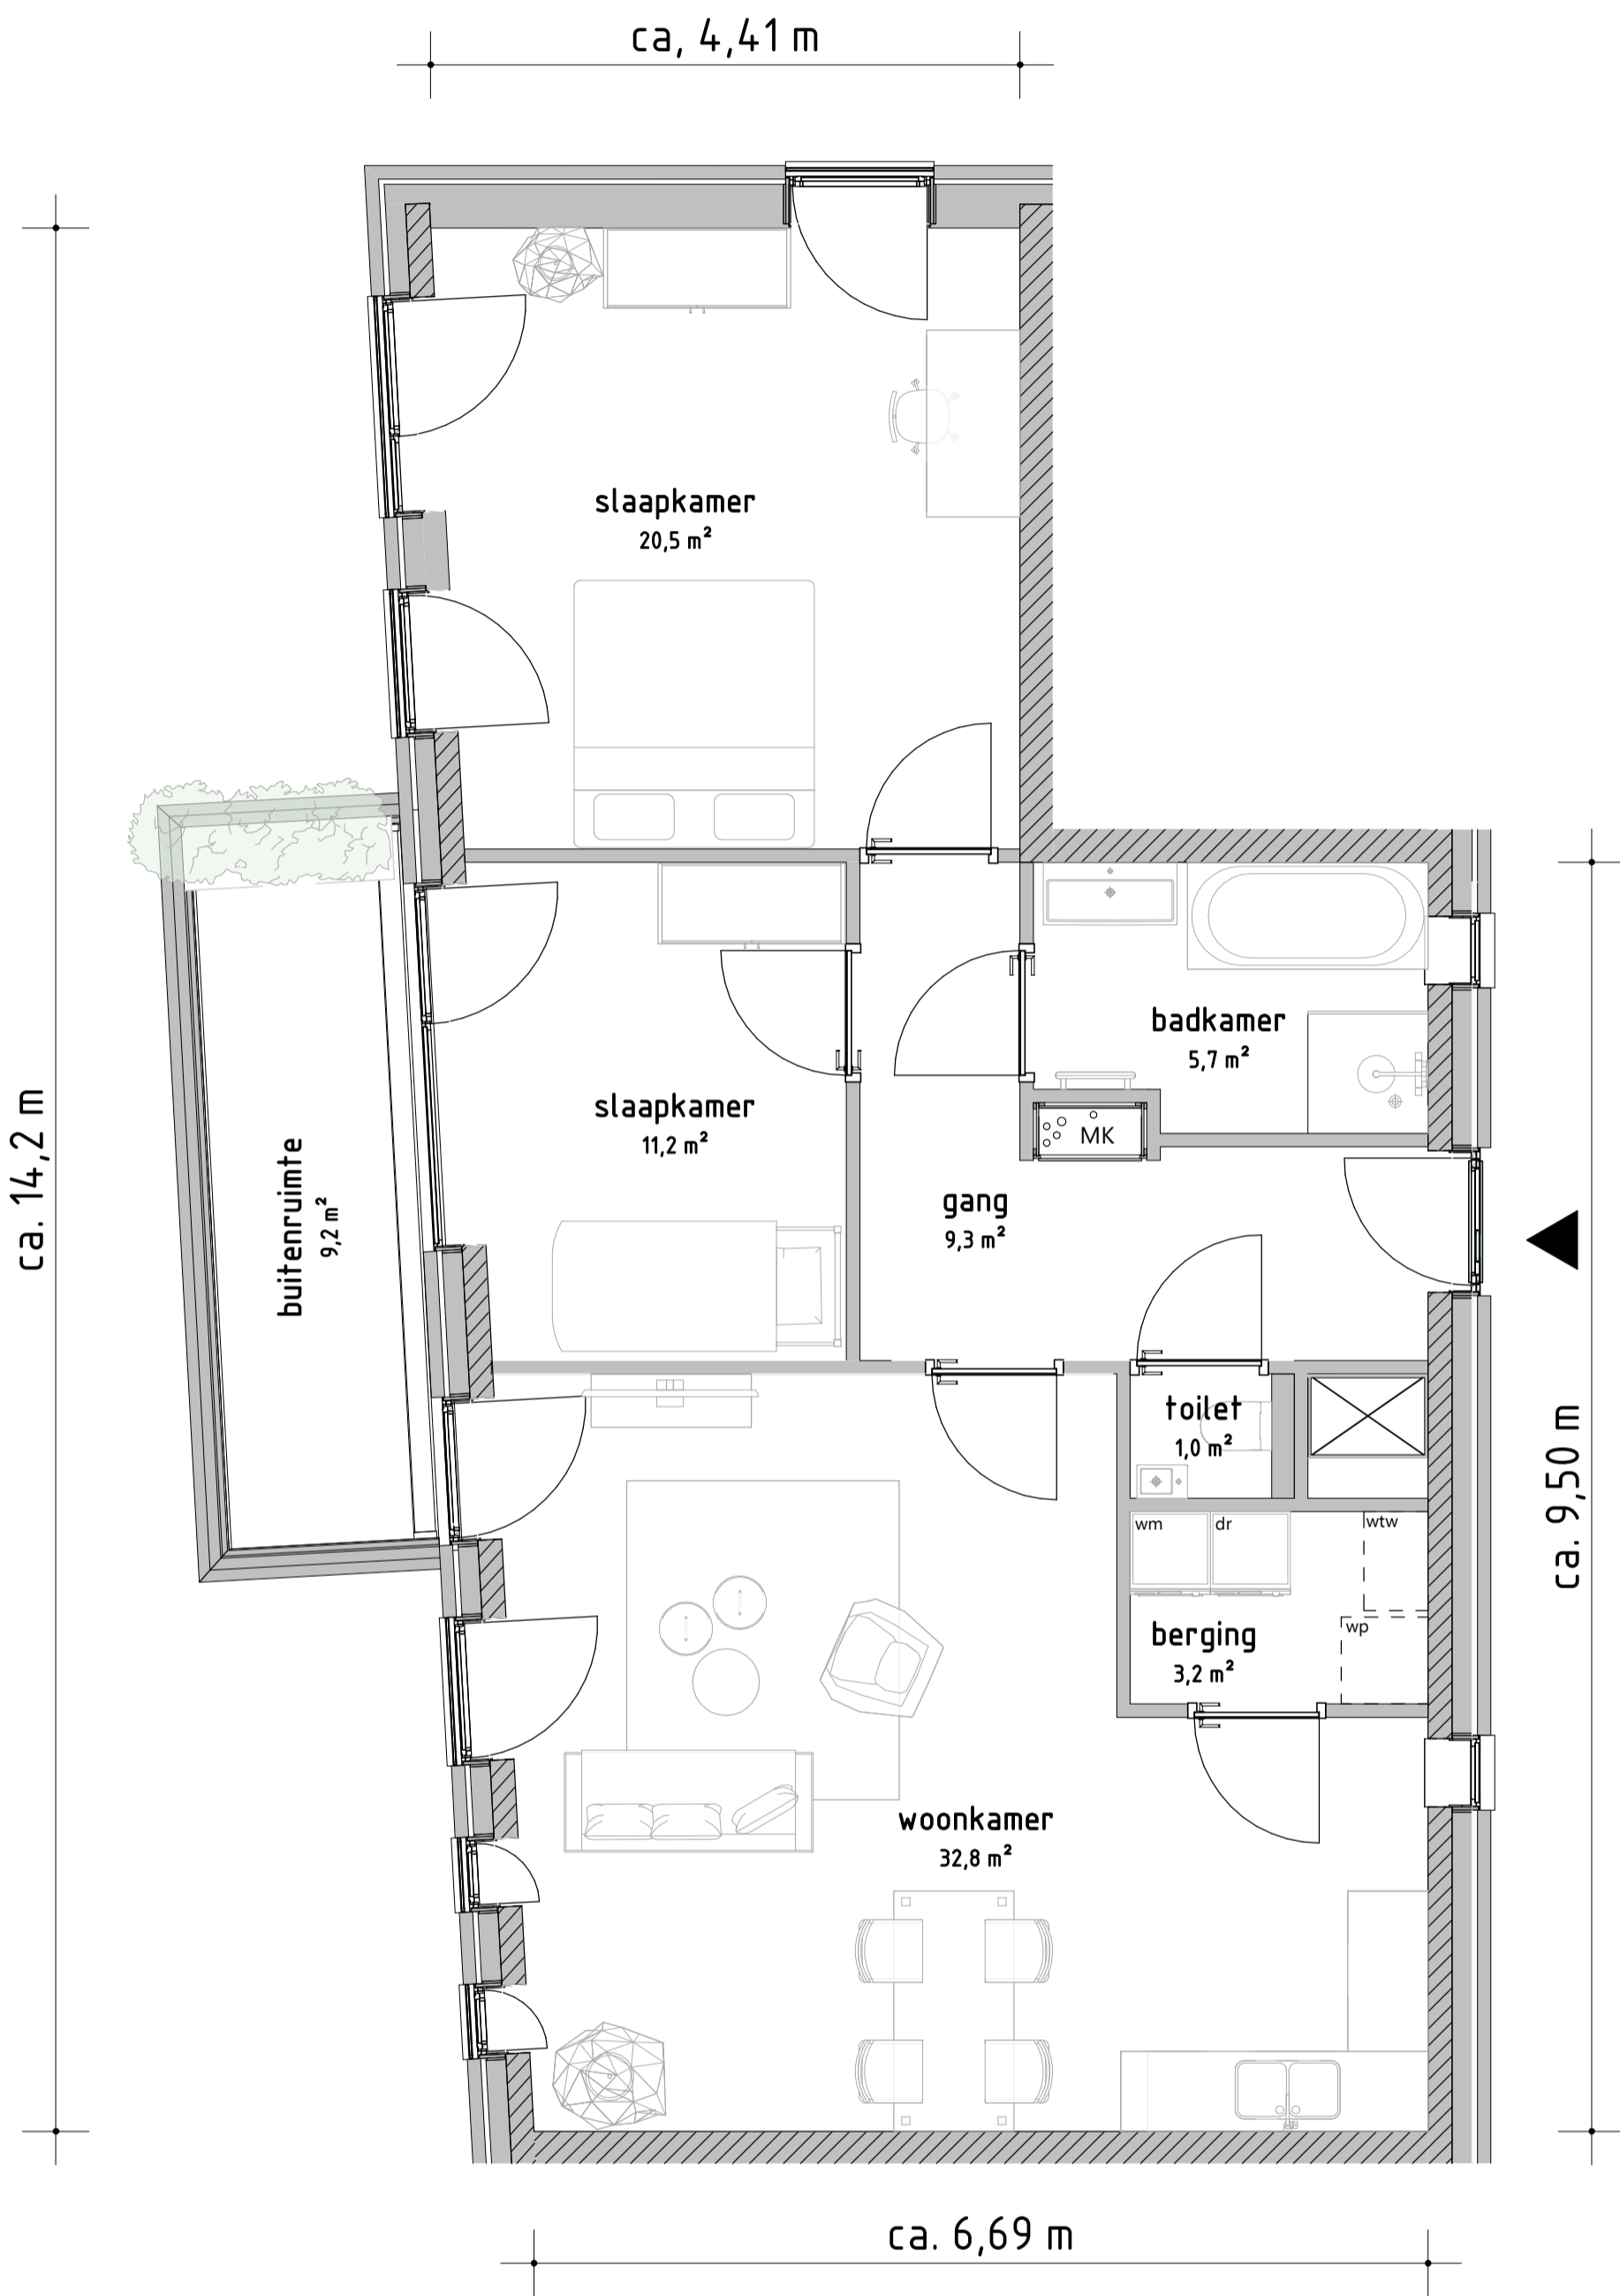 ca, 4,41 m
slaapkamer
20,5 m²
badkamer
5,7 m²
slaapkamer
11,2 m²
MK
buitenruimte
9,2 m²
gang
9,3 m²
ca. 14,2 m
toilet
1,0 m²
ca. 9,50 m
wm
dr
wtw
berging
3,2 m²
wp
woonkamer
32,8 m²
ca. 6,69 m